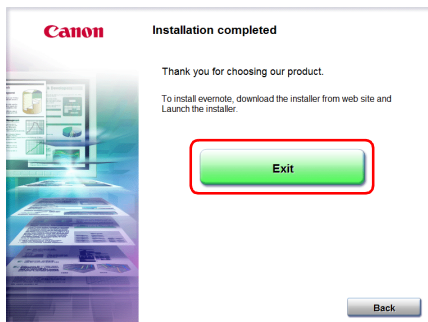 Canon
Installation completed
Thank you for choosing our product.
To install evernote, download the installer from web site and
Launch the installer.
Exit
Back